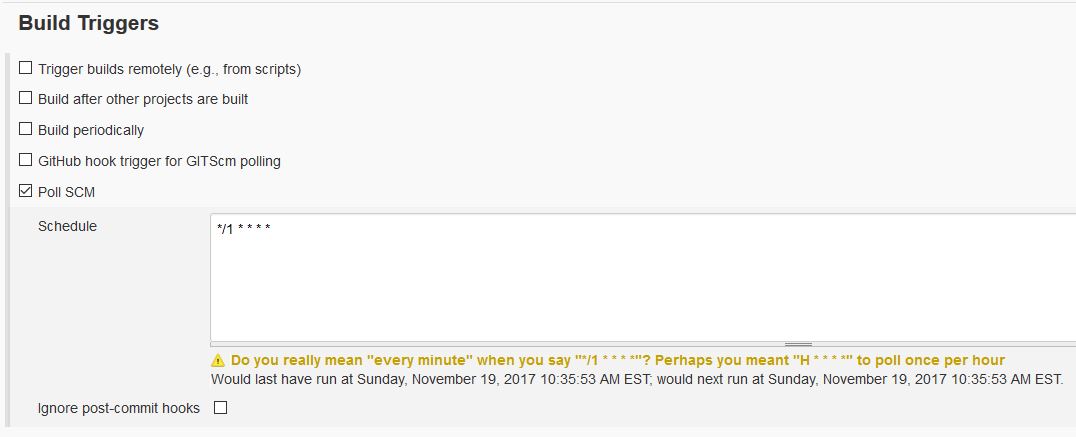 Build Triggers
Trigger builds remotely (e.g., from scripts)
Build after other projects are built
Build periodically
GitHub hook trigger for GITScm polling
Poll SCM
Schedule
*/1 * * * *
Do you really mean "every minute" when you say "*/1 * * * *"? Perhaps you meant "H * * * *" to poll once per hour
Would last have run at Sunday, November 19, 2017 10:35:53 AM EST; would next run at Sunday, November 19, 2017 10:35:53 AM EST.
Ignore post-commit hooks